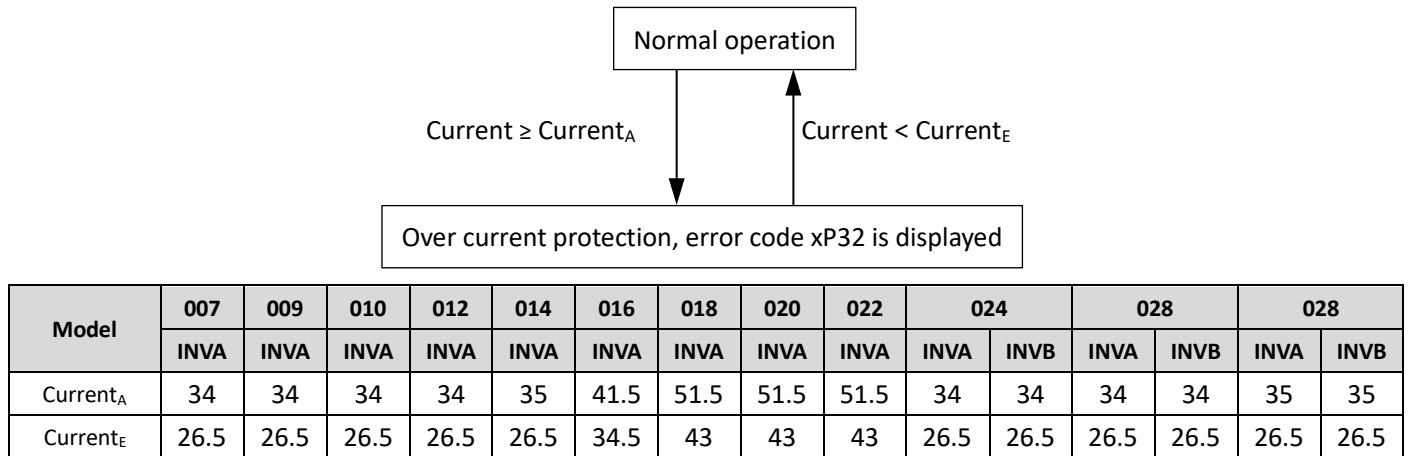 Normal operation
Current ≥ CurrentA Current < CurrentE
Over current protection, error code xP32 is displayed
Model 007 009 010 012 014 016 018 020 022 024 028 028
INVA INVA INVA INVA INVA INVA INVA INVA INVA INVA INVB INVA INVB INVA INVB
CurrentA 34 34 34 34 35 41.5 51.5 51.5 51.5 34 34 34 34 35 35
CurrentE 26.5 26.5 26.5 26.5 26.5 34.5 43 43 43 26.5 26.5 26.5 26.5 26.5 26.5